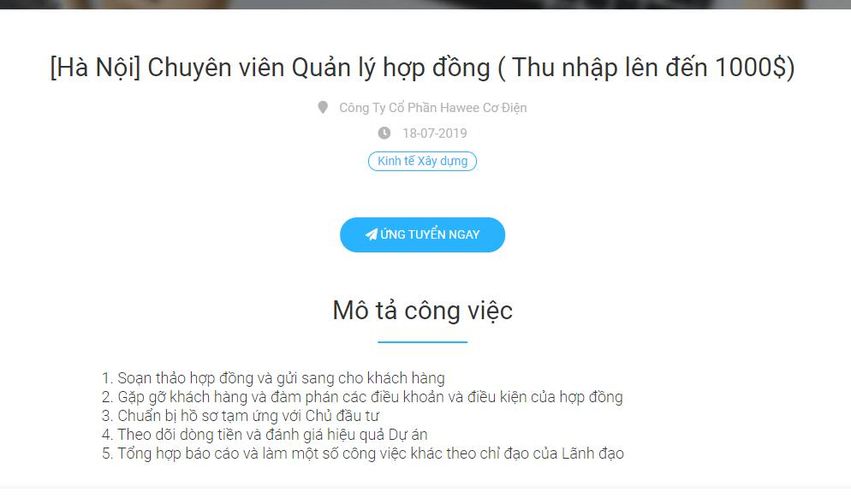 [Hà Nội] Chuyên viên Quản lý hợp đồng ( Thu nhập lên đến 1000$)
Công Ty Cổ Phần Hawee Cơ Điện
18-07-2019
Kinh tế Xây dựng
ỨNG TUYỂN NGAY
Mô tả công việc
1. Soạn thảo hợp đồng và gửi sang cho khách hàng
2. Gặp gỡ khách hàng và đàm phán các điều khoản và điều kiện của hợp đồng
3. Chuẩn bị hồ sơ tạm ứng với Chủ đầu tư
4. Theo dõi dòng tiền và đánh giá hiệu quả Dự án
5. Tổng hợp báo cáo và làm một số công việc khác theo chỉ đạo của Lãnh đạo